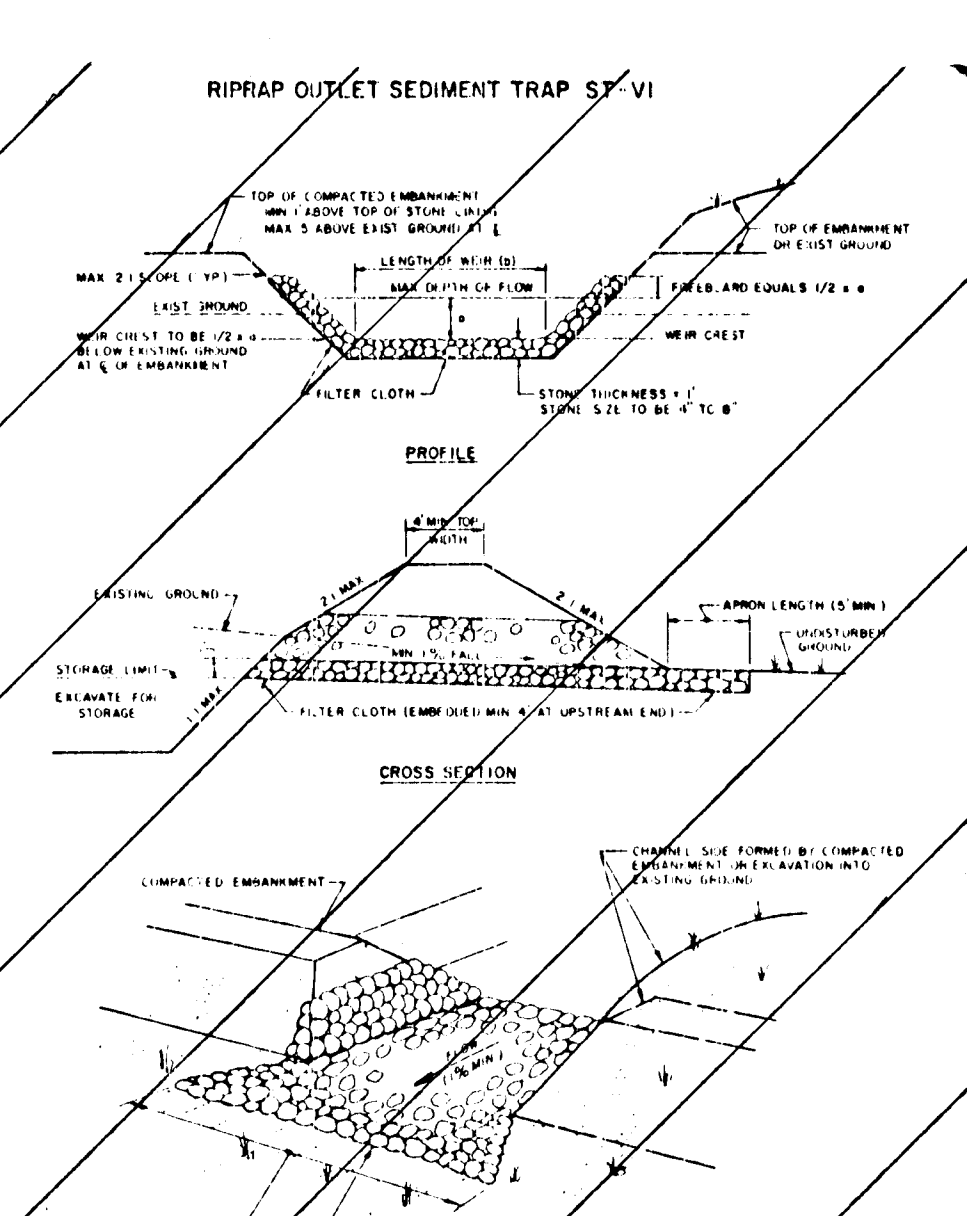 RIPRAP OUTLET SEDIMENT TRAP ST-VI
TOP OF COMPACTED EMBANKMENT
MIN 1' ABOVE TOP OF STONE LINING
MAX 5 ABOVE EXIST GROUND AT ℄
TOP OF EMBANKMENT
OR EXIST GROUND
LENGTH OF WEIR (b)
MAX 2:1 SLOPE (TYP)
MAX DEPTH OF FLOW
FREEBOARD EQUALS 1/2 x a
EXIST GROUND
a
WEIR CREST TO BE 1/2 x a
BELOW EXISTING GROUND
AT ℄ OF EMBANKMENT
WEIR CREST
FILTER CLOTH
STONE THICKNESS = 1'
STONE SIZE TO BE 4" TO 8"
PROFILE
4' MIN TOP
WIDTH
2:1 MAX
2:1 MAX
EXISTING GROUND
APRON LENGTH (5' MIN.)
UNDISTURBED
GROUND
MIN 1% FALL
STORAGE LIMIT
EXCAVATE FOR
STORAGE
1:1 MAX
FILTER CLOTH (EMBEDDED MIN 4" AT UPSTREAM END)
CROSS SECTION
CHANNEL SIDE FORMED BY COMPACTED
EMBANKMENT OR EXCAVATION INTO
EXISTING GROUND
COMPACTED EMBANKMENT
FLOW
(1% MIN.)